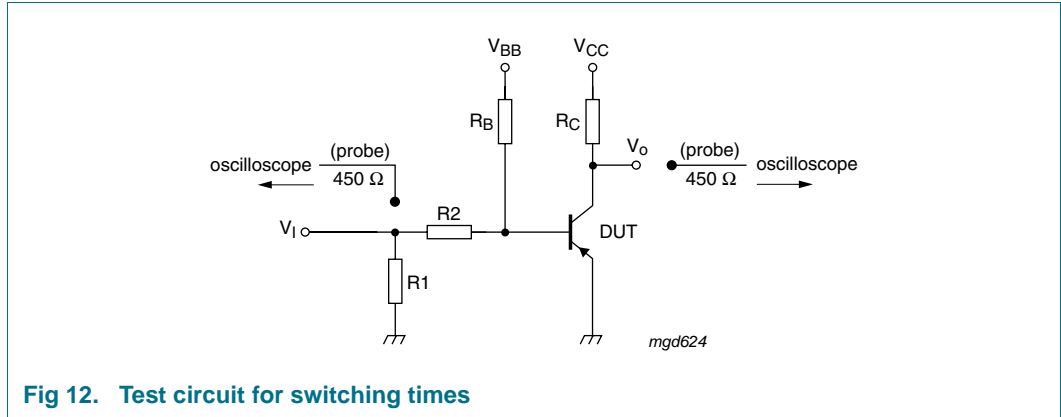 VBB VCC
RB RC
(probe) Vo (probe)
oscilloscope oscilloscope
450 Ω 450 Ω
R2
VI DUT
R1
mgd624
Fig 12. Test circuit for switching times